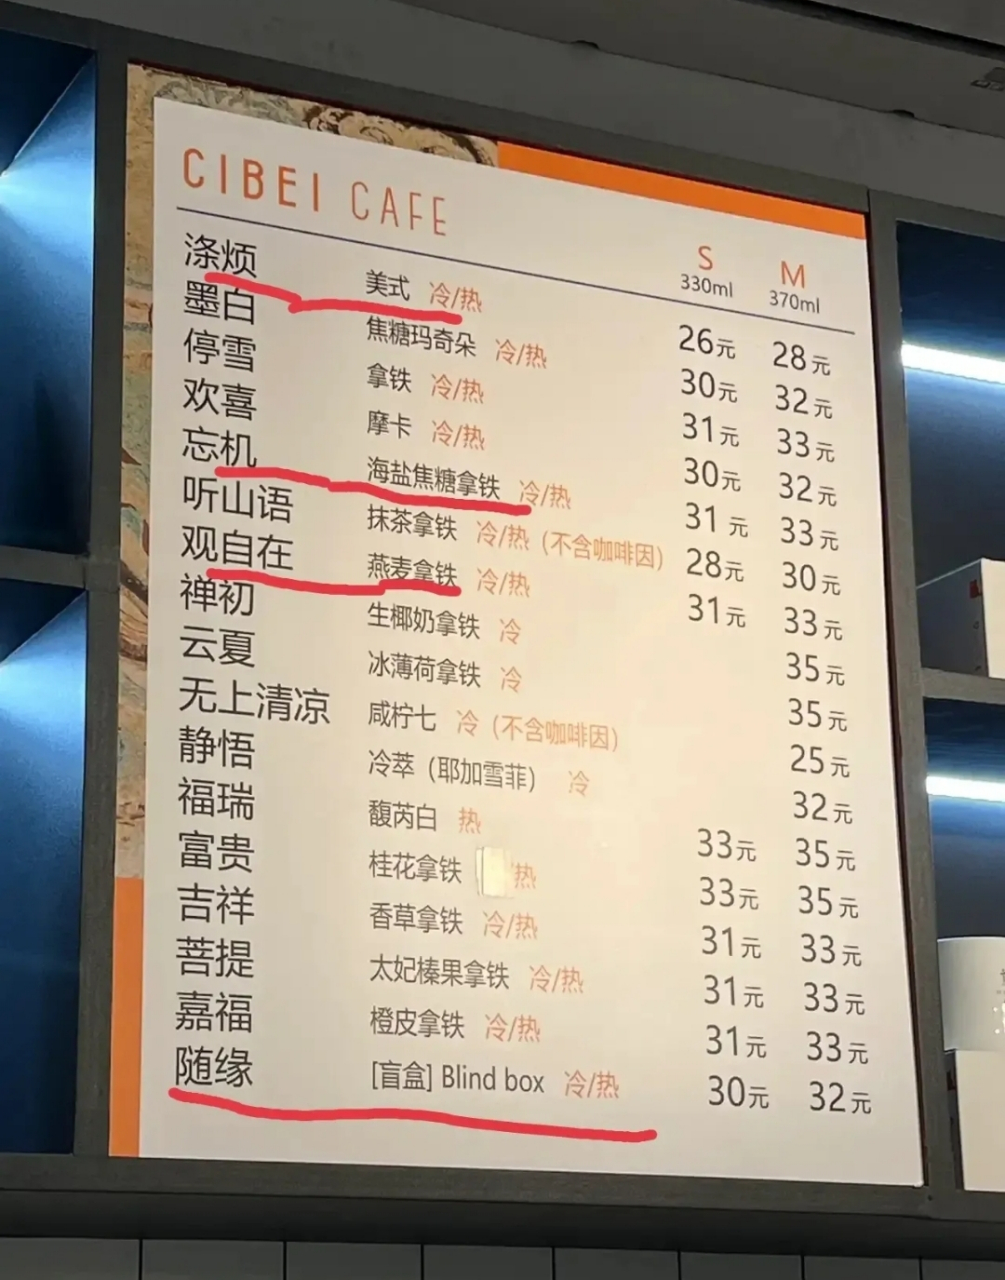 CIBEI CAFE
S M
330ml 370ml
涤烦 美式 冷/热 26元 28元
墨白 焦糖玛奇朵 冷/热 30元 32元
停雪 拿铁 冷/热 31元 33元
欢喜 摩卡 冷/热 30元 32元
忘机 海盐焦糖拿铁 冷/热 31元 33元
听山语 抹茶拿铁 冷/热 (不含咖啡因) 28元 30元
观自在 燕麦拿铁 冷/热 31元 33元
禅初 生椰奶拿铁 冷 35元
云夏 冰薄荷拿铁 冷 35元
无上清凉 咸柠七 冷 (不含咖啡因) 25元
静悟 冷萃 (耶加雪菲) 冷 32元
福瑞 馥芮白 热 33元 35元
富贵 桂花拿铁 热 33元 35元
吉祥 香草拿铁 冷/热 31元 33元
菩提 太妃榛果拿铁 冷/热 31元 33元
嘉福 橙皮拿铁 冷/热 31元 33元
随缘 [盲盒] Blind box 冷/热 30元 32元